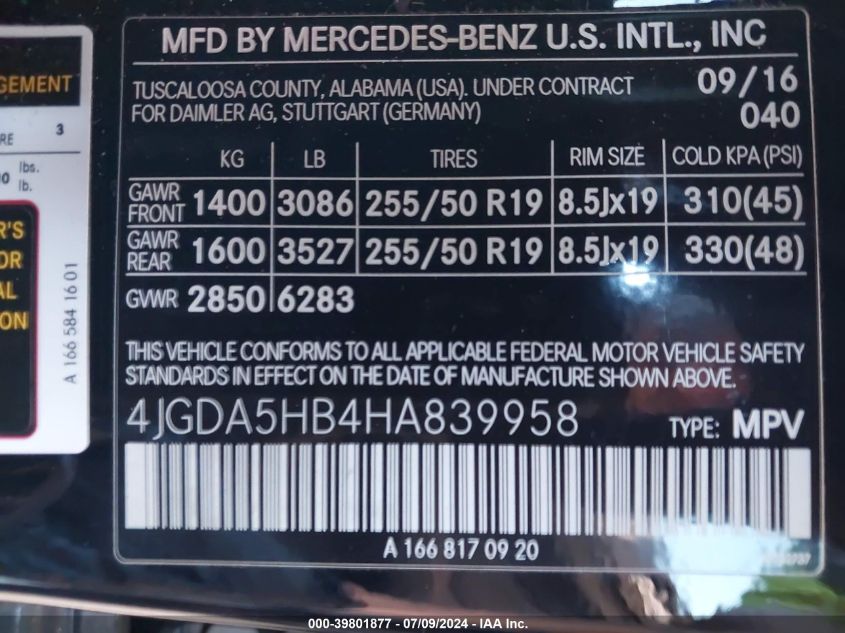 MFD BY MERCEDES-BENZ U.S. INTL., INC
TUSCALOOSA COUNTY, ALABAMA (USA). UNDER CONTRACT 09/16
FOR DAIMLER AG, STUTTGART (GERMANY) 040
KG LB TIRES RIM SIZE COLD KPA (PSI)
GAWR FRONT 1400 3086 255/50 R19 8.5Jx19 310(45)
GAWR REAR 1600 3527 255/50 R19 8.5Jx19 330(48)
GVWR 2850 6283
THIS VEHICLE CONFORMS TO ALL APPLICABLE FEDERAL MOTOR VEHICLE SAFETY
STANDARDS IN EFFECT ON THE DATE OF MANUFACTURE SHOWN ABOVE.
4JGDA5HB4HA839958 TYPE: MPV
A 166 817 09 20
GEMENT
RE 3
lbs.
lb.
R'S
OR
AL
ON
A 166 584 16 01
000-39801877 - 07/09/2024 - IAA Inc.